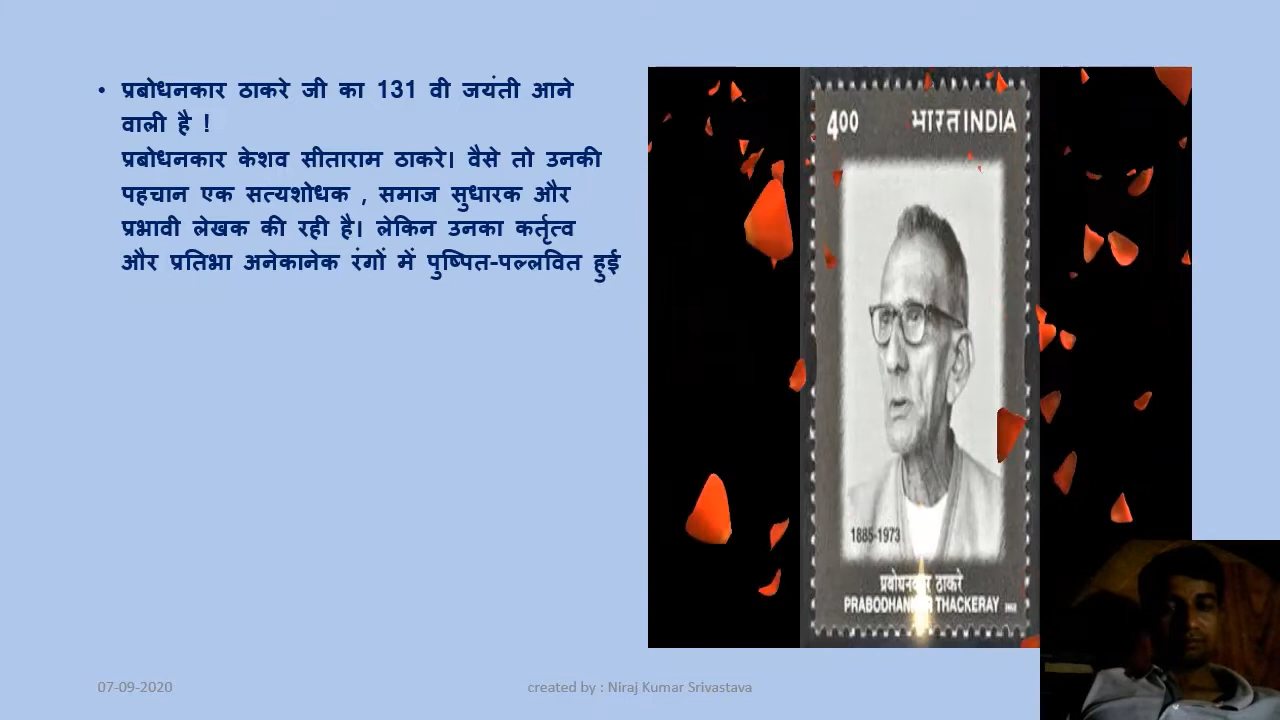 • प्रबोधनकार ठाकरे जी का 131 वी जयंती आने
वाली है !
प्रबोधनकार केशव सीताराम ठाकरे। वैसे तो उनकी
पहचान एक सत्यशोधक , समाज सुधारक और
प्रभावी लेखक की रही है। लेकिन उनका कर्तृत्व
और प्रतिभा अनेकानेक रंगों में पुष्पित-पल्लवित हुई
4.00 भारत INDIA
1885-1973
प्रबोधनकार ठाकरे
PRABODHANKAR THACKERAY
07-09-2020
created by : Niraj Kumar Srivastava